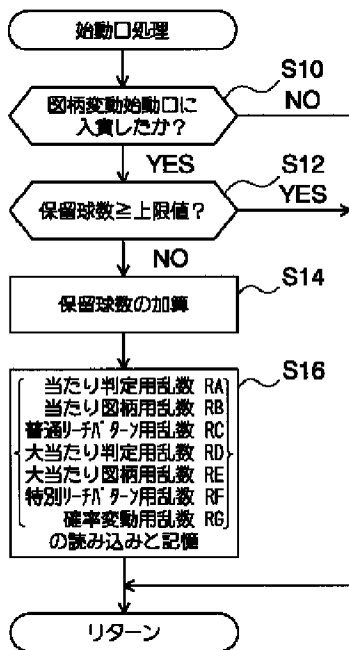 始動口処理
S10
図柄変動始動口に
入賞したか?
NO
YES
S12
保留球数≧上限値?
YES
NO
S14
保留球数の加算
S16
当たり判定用乱数 RA
当たり図柄用乱数 RB
普通リーチパターン用乱数 RC
大当たり判定用乱数 RD
大当たり図柄用乱数 RE
特別リーチパターン用乱数 RF
確率変動用乱数 RG
の読み込みと記憶
リターン